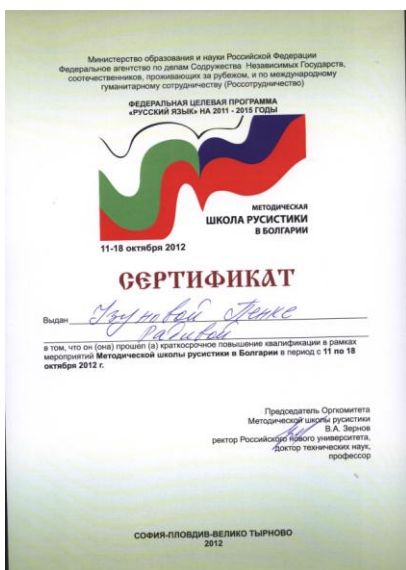 Министерство образования и науки Российской Федерации
Федеральное агентство по делам Содружества Независимых Государств,
соотечественников, проживающих за рубежом, и по международному
гуманитарному сотрудничеству (Россотрудничество)
ФЕДЕРАЛЬНАЯ ЦЕЛЕВАЯ ПРОГРАММА
«РУССКИЙ ЯЗЫК» НА 2011 - 2015 ГОДЫ
МЕТОДИЧЕСКАЯ
ШКОЛА РУСИСТИКИ
В БОЛГАРИИ
11-18 октября 2012
СЕРТИФИКАТ
Выдан Узуновой Пенке
в том, что он (она) прошел (а) краткосрочное повышение квалификации в рамках
мероприятий Методической школы русистики в Болгарии в период с 11 по 18
октября 2012 г.
Председатель Оргкомитета
Методической школы русистики
В.А. Зернов
ректор Российского нового университета,
доктор технических наук,
профессор
СОФИЯ-ПЛОВДИВ-ВЕЛИКО ТЫРНОВО
2012